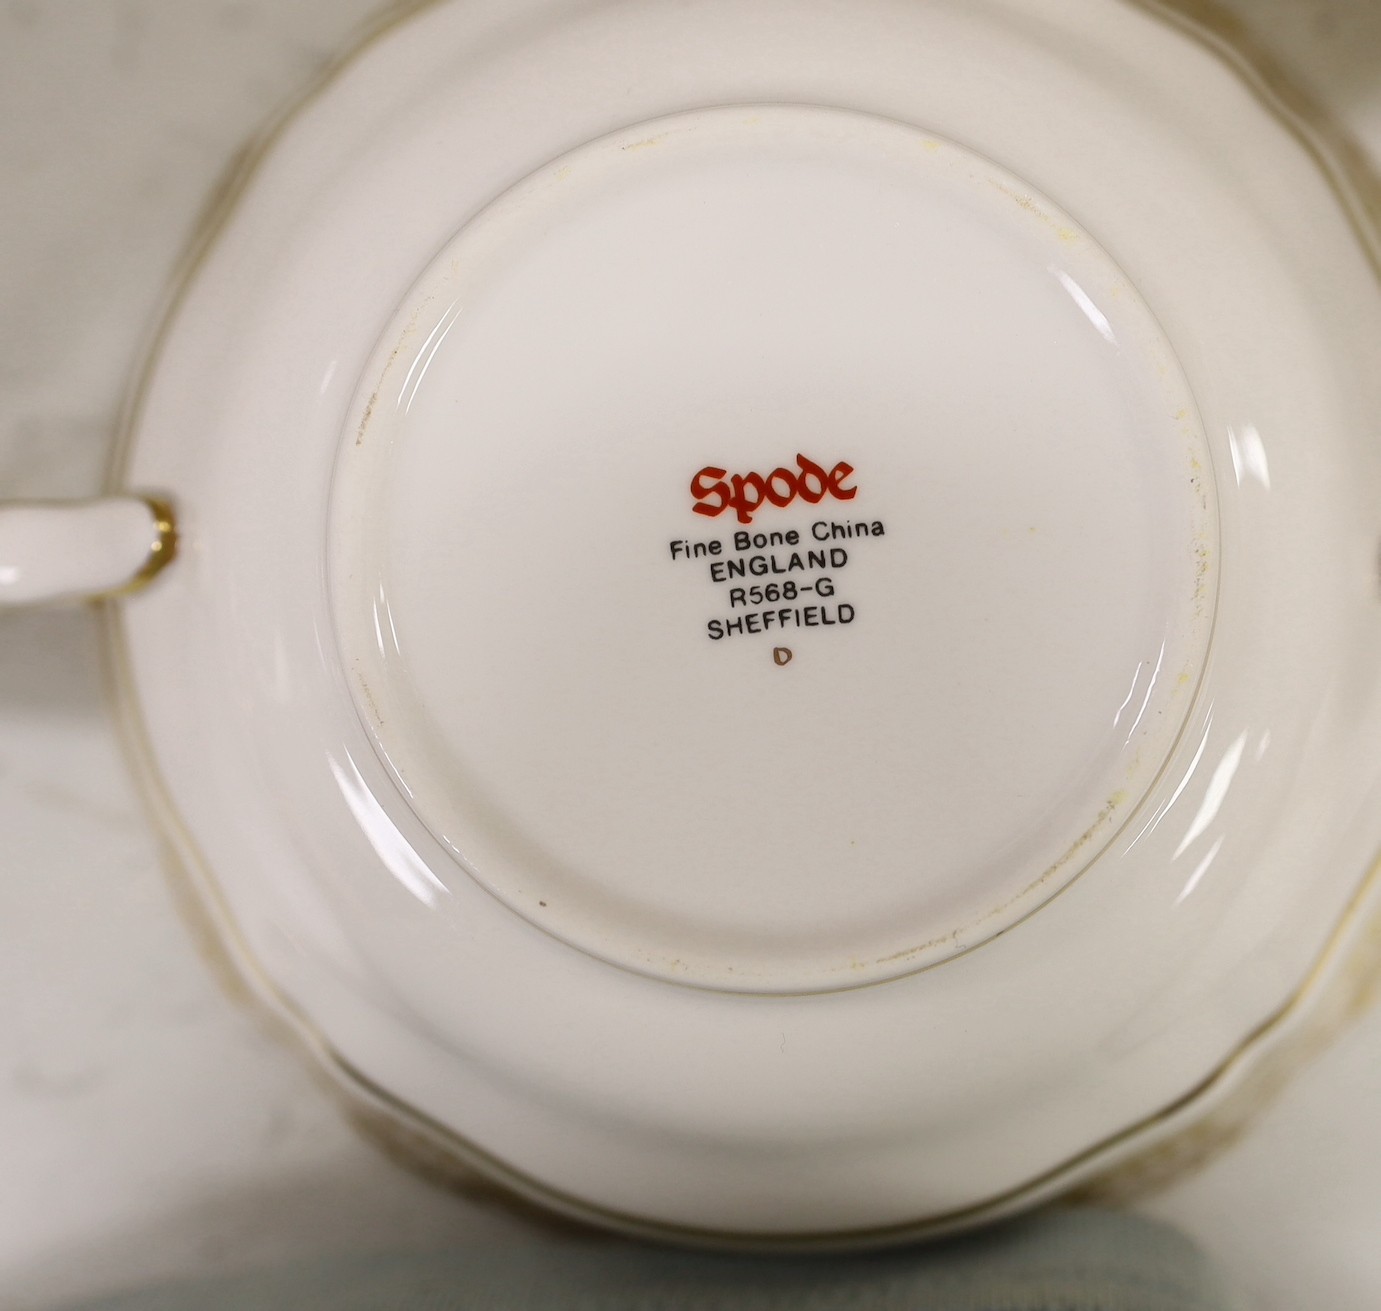 Spode
Fine Bone China
ENGLAND
R568-G
SHEFFIELD
O